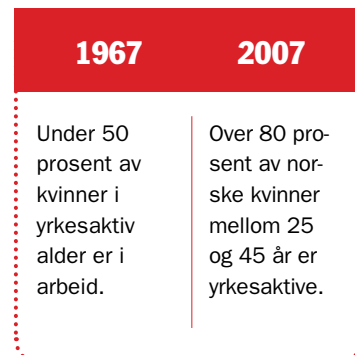 1967
Under 50
prosent av
kvinner i
yrkesaktiv
alder er i
arbeid.
2007
Over 80 pro-
sent av nor-
ske kvinner
mellom 25
og 45 år er
yrkesaktive.